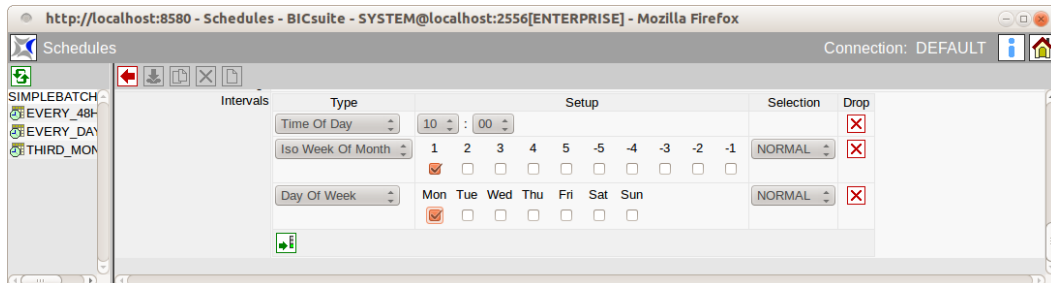 http://localhost:8580 - Schedules - BICsuite - SYSTEM@localhost:2556[ENTERPRISE] - Mozilla Firefox
Schedules Connection: DEFAULT
SIMPLEBATCH
EVERY_48H
EVERY_DAY
THIRD_MON
Intervals Type Setup Selection Drop
Time Of Day 10 : 00
Iso Week Of Month 1 2 3 4 5 -5 -4 -3 -2 -1 NORMAL
Day Of Week Mon Tue Wed Thu Fri Sat Sun NORMAL